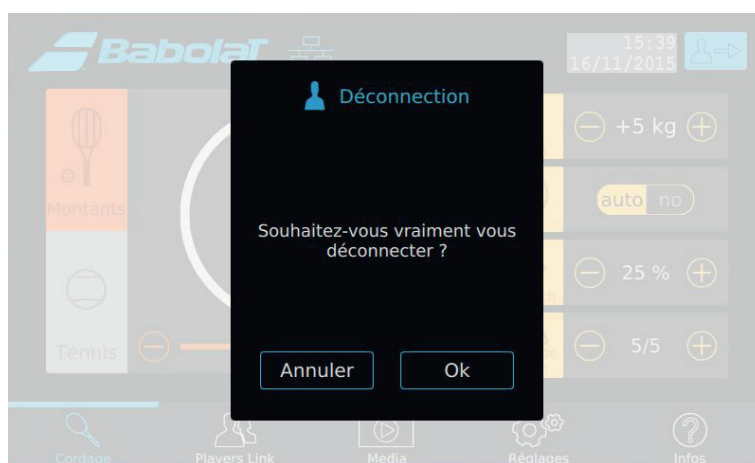 Babolat
15:39
16/11/2015
Déconnection
Souhaitez-vous vraiment vous
déconnecter ?
Annuler
Ok
Montants
Tennis
+5 kg
auto no
25 %
5/5
Cordage
Players Link
Media
Réglages
Infos